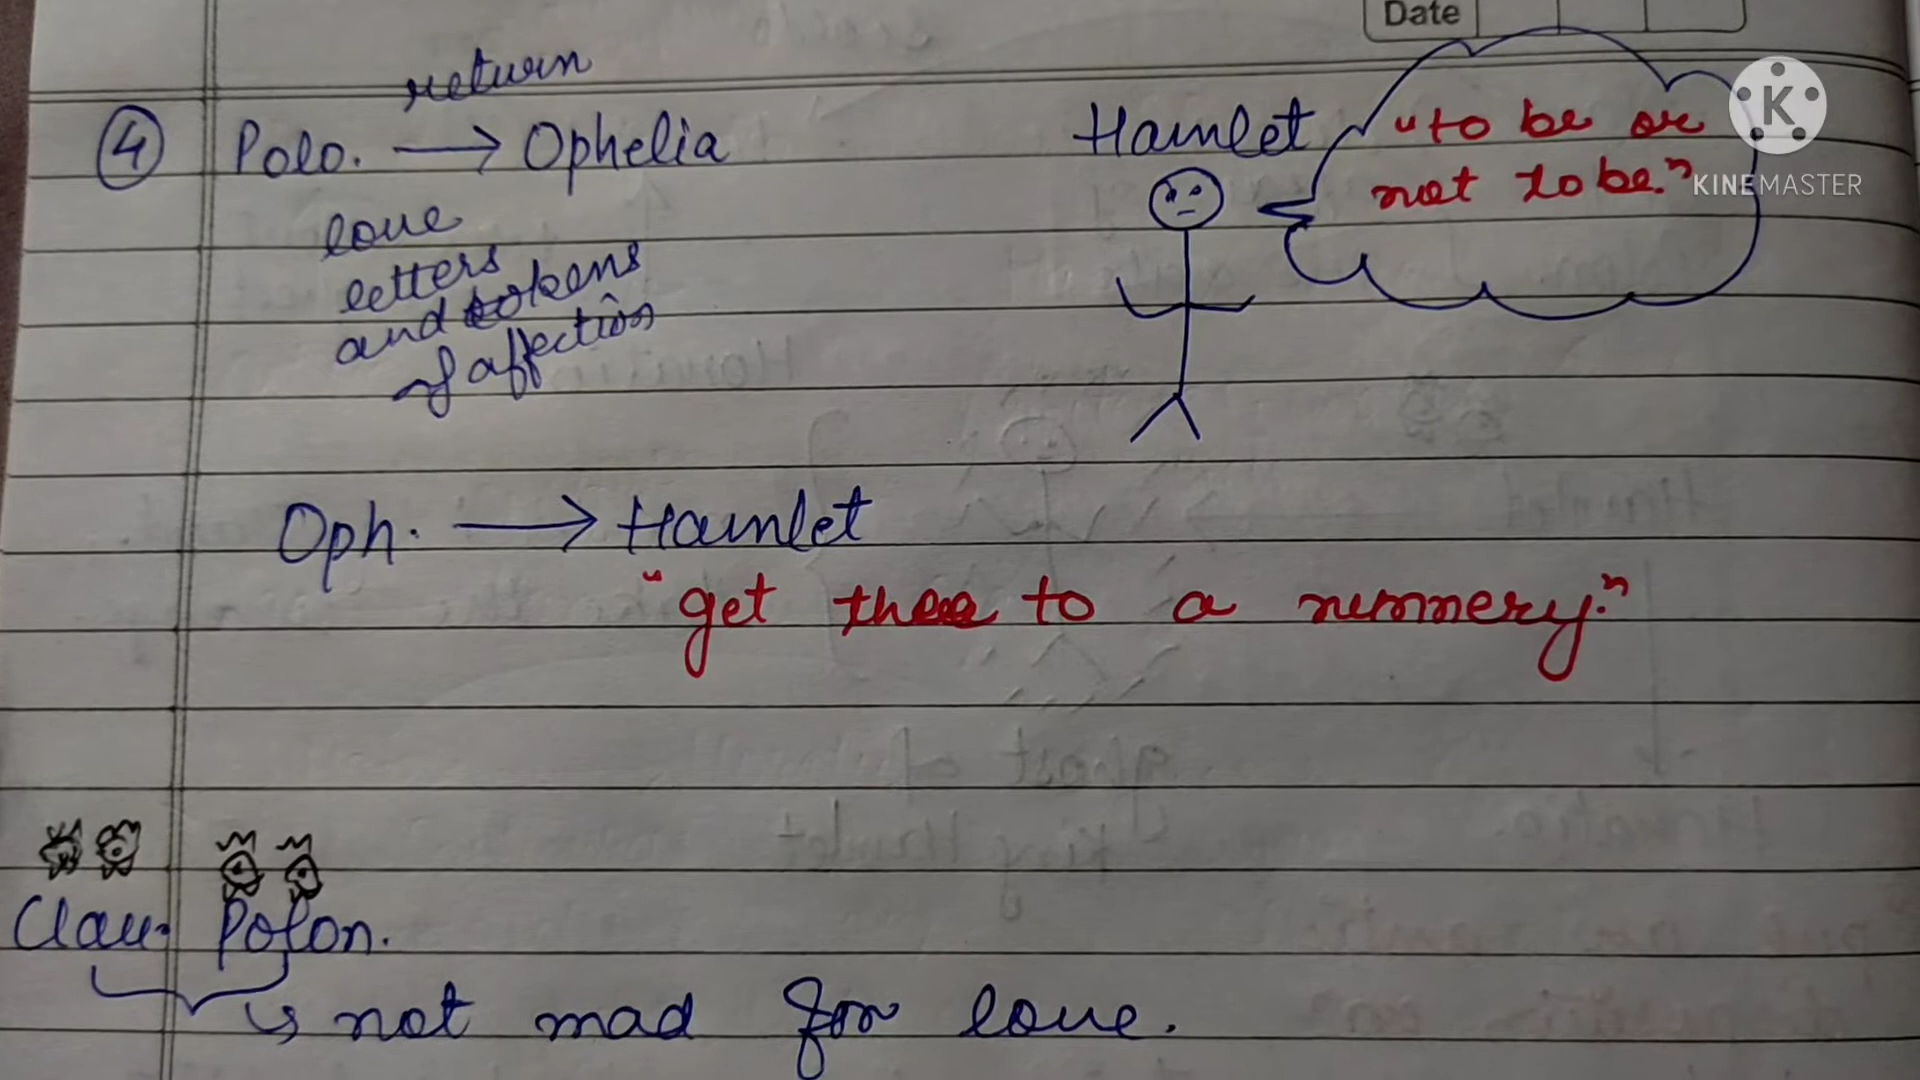 Date
return
④ Polo. → Ophelia
love
letters
and tokens
of affection
Hamlet
"to be or
not to be."
KINEMASTER
Oph. → Hamlet
"get thee to a nunnery."
Clau. Polon.
↳ not mad for love.